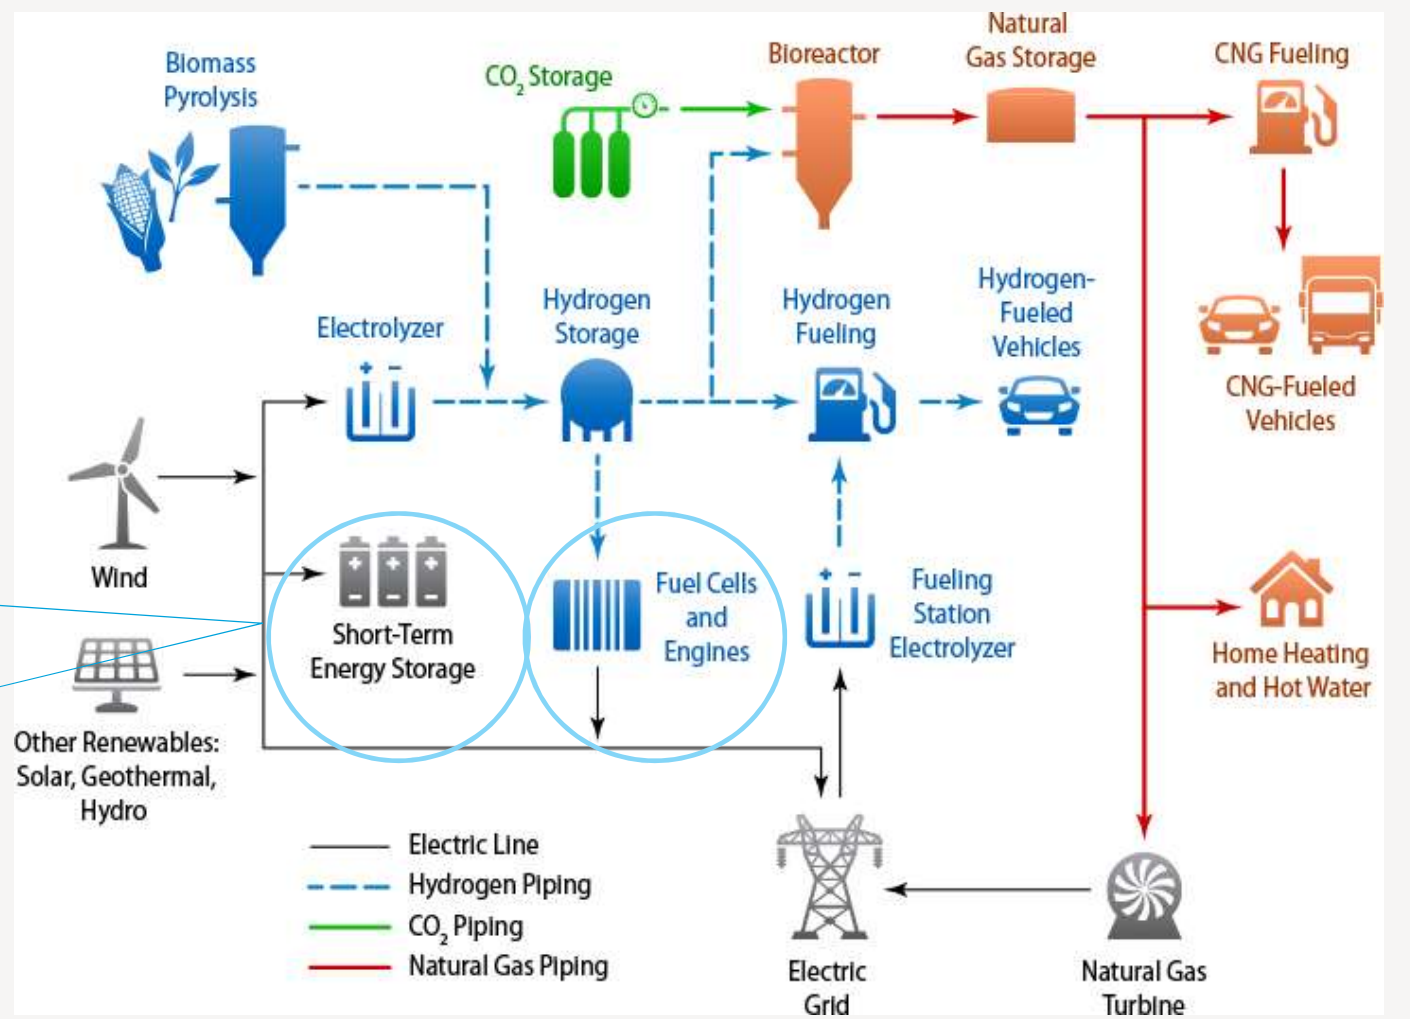 Biomass
Pyrolysis
CO2 Storage
Bioreactor
Natural
Gas Storage
CNG Fueling
Electrolyzer
+ -
Hydrogen
Storage
Hydrogen
Fueling
Hydrogen-
Fueled
Vehicles
CNG-Fueled
Vehicles
Wind
+ + +
- - -
Short-Term
Energy Storage
Fuel Cells
and
Engines
+ -
Fueling
Station
Electrolyzer
Home Heating
and Hot Water
Other Renewables:
Solar, Geothermal,
Hydro
Electric Line
Hydrogen Piping
CO2 Piping
Natural Gas Piping
Electric
Grid
Natural Gas
Turbine